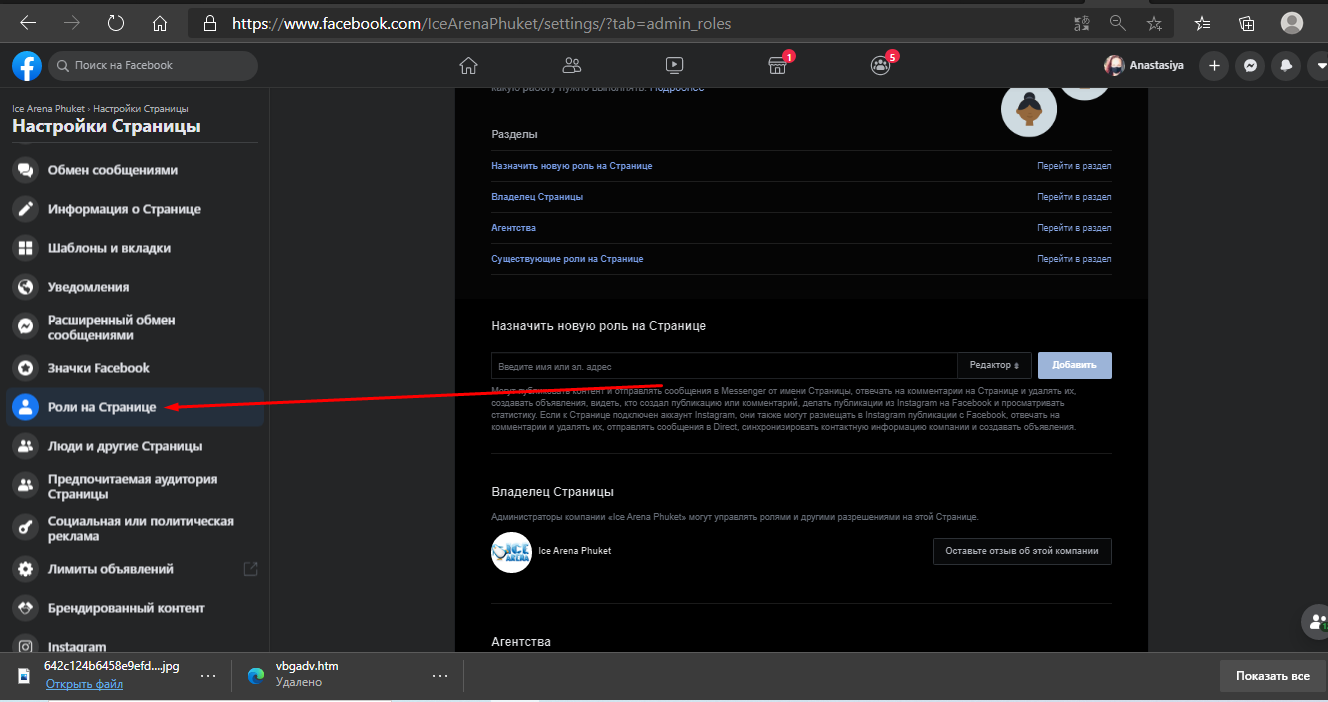 https://www.facebook.com/IceArenaPhuket/settings/?tab=admin_roles
Поиск на Facebook
1
5
Anastasiya
Ice Arena Phuket › Настройки Страницы
Настройки Страницы
Обмен сообщениями
Информация о Странице
Шаблоны и вкладки
Уведомления
Расширенный обмен
сообщениями
Значки Facebook
Роли на Странице
Люди и другие Страницы
Предпочитаемая аудитория
Страницы
Социальная или политическая
реклама
Лимиты объявлений
Брендированный контент
Instagram
какую работу нужно выполнять. Подробнее
Разделы
Назначить новую роль на Странице Перейти в раздел
Владелец Страницы Перейти в раздел
Агентства Перейти в раздел
Существующие роли на Странице Перейти в раздел
Назначить новую роль на Странице
Введите имя или эл. адрес Редактор Добавить
Могут публиковать контент и отправлять сообщения в Messenger от имени Страницы, отвечать на комментарии на Странице и удалять их,
создавать объявления, видеть, кто создал публикацию или комментарий, делать публикации из Instagram на Facebook и просматривать
статистику. Если к Странице подключен аккаунт Instagram, они также могут размещать в Instagram публикации с Facebook, отвечать на
комментарии и удалять их, отправлять сообщения в Direct, синхронизировать контактную информацию компании и создавать объявления.
Владелец Страницы
Администраторы компании «Ice Arena Phuket» могут управлять ролями и другими разрешениями на этой Странице.
ICE
ARENA
Ice Arena Phuket Оставьте отзыв об этой компании
Агентства
642c124b6458e9efd....jpg
Открыть файл
vbgadv.htm
Удалено
Показать все